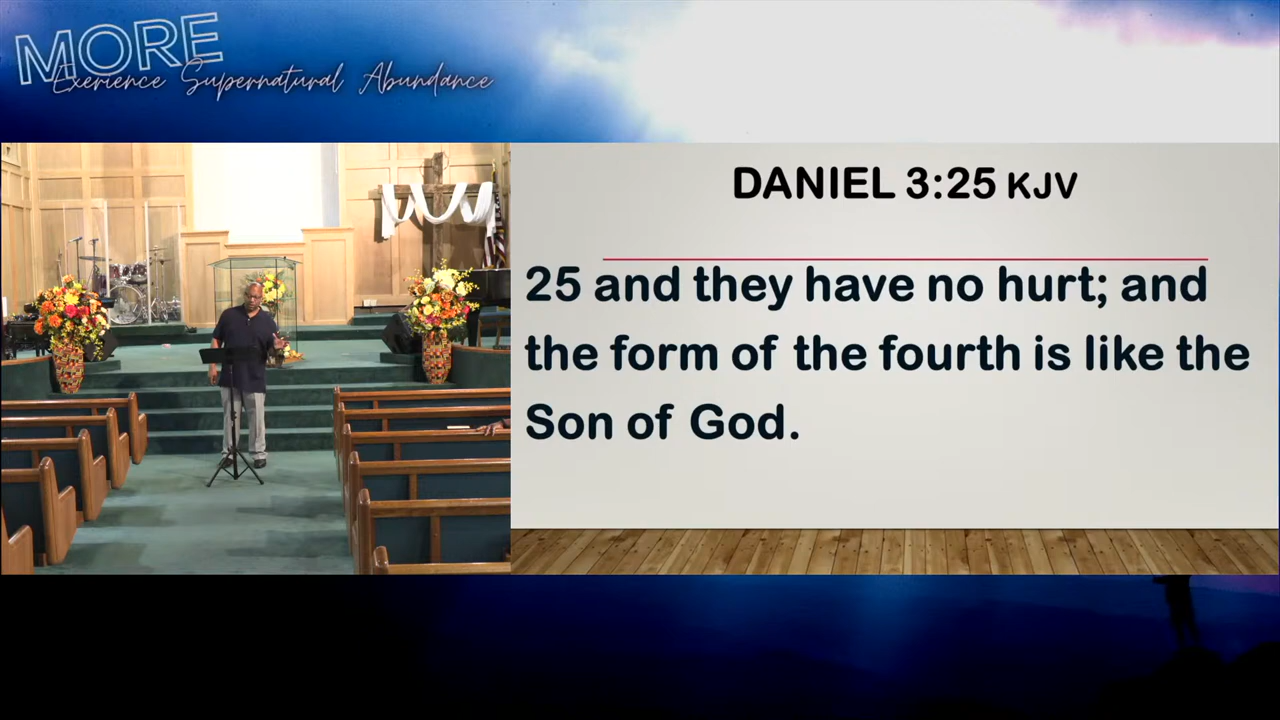 MORE
Exerience Supernatural Abundance
DANIEL 3:25 KJV
25 and they have no hurt; and
the form of the fourth is like the
Son of God.